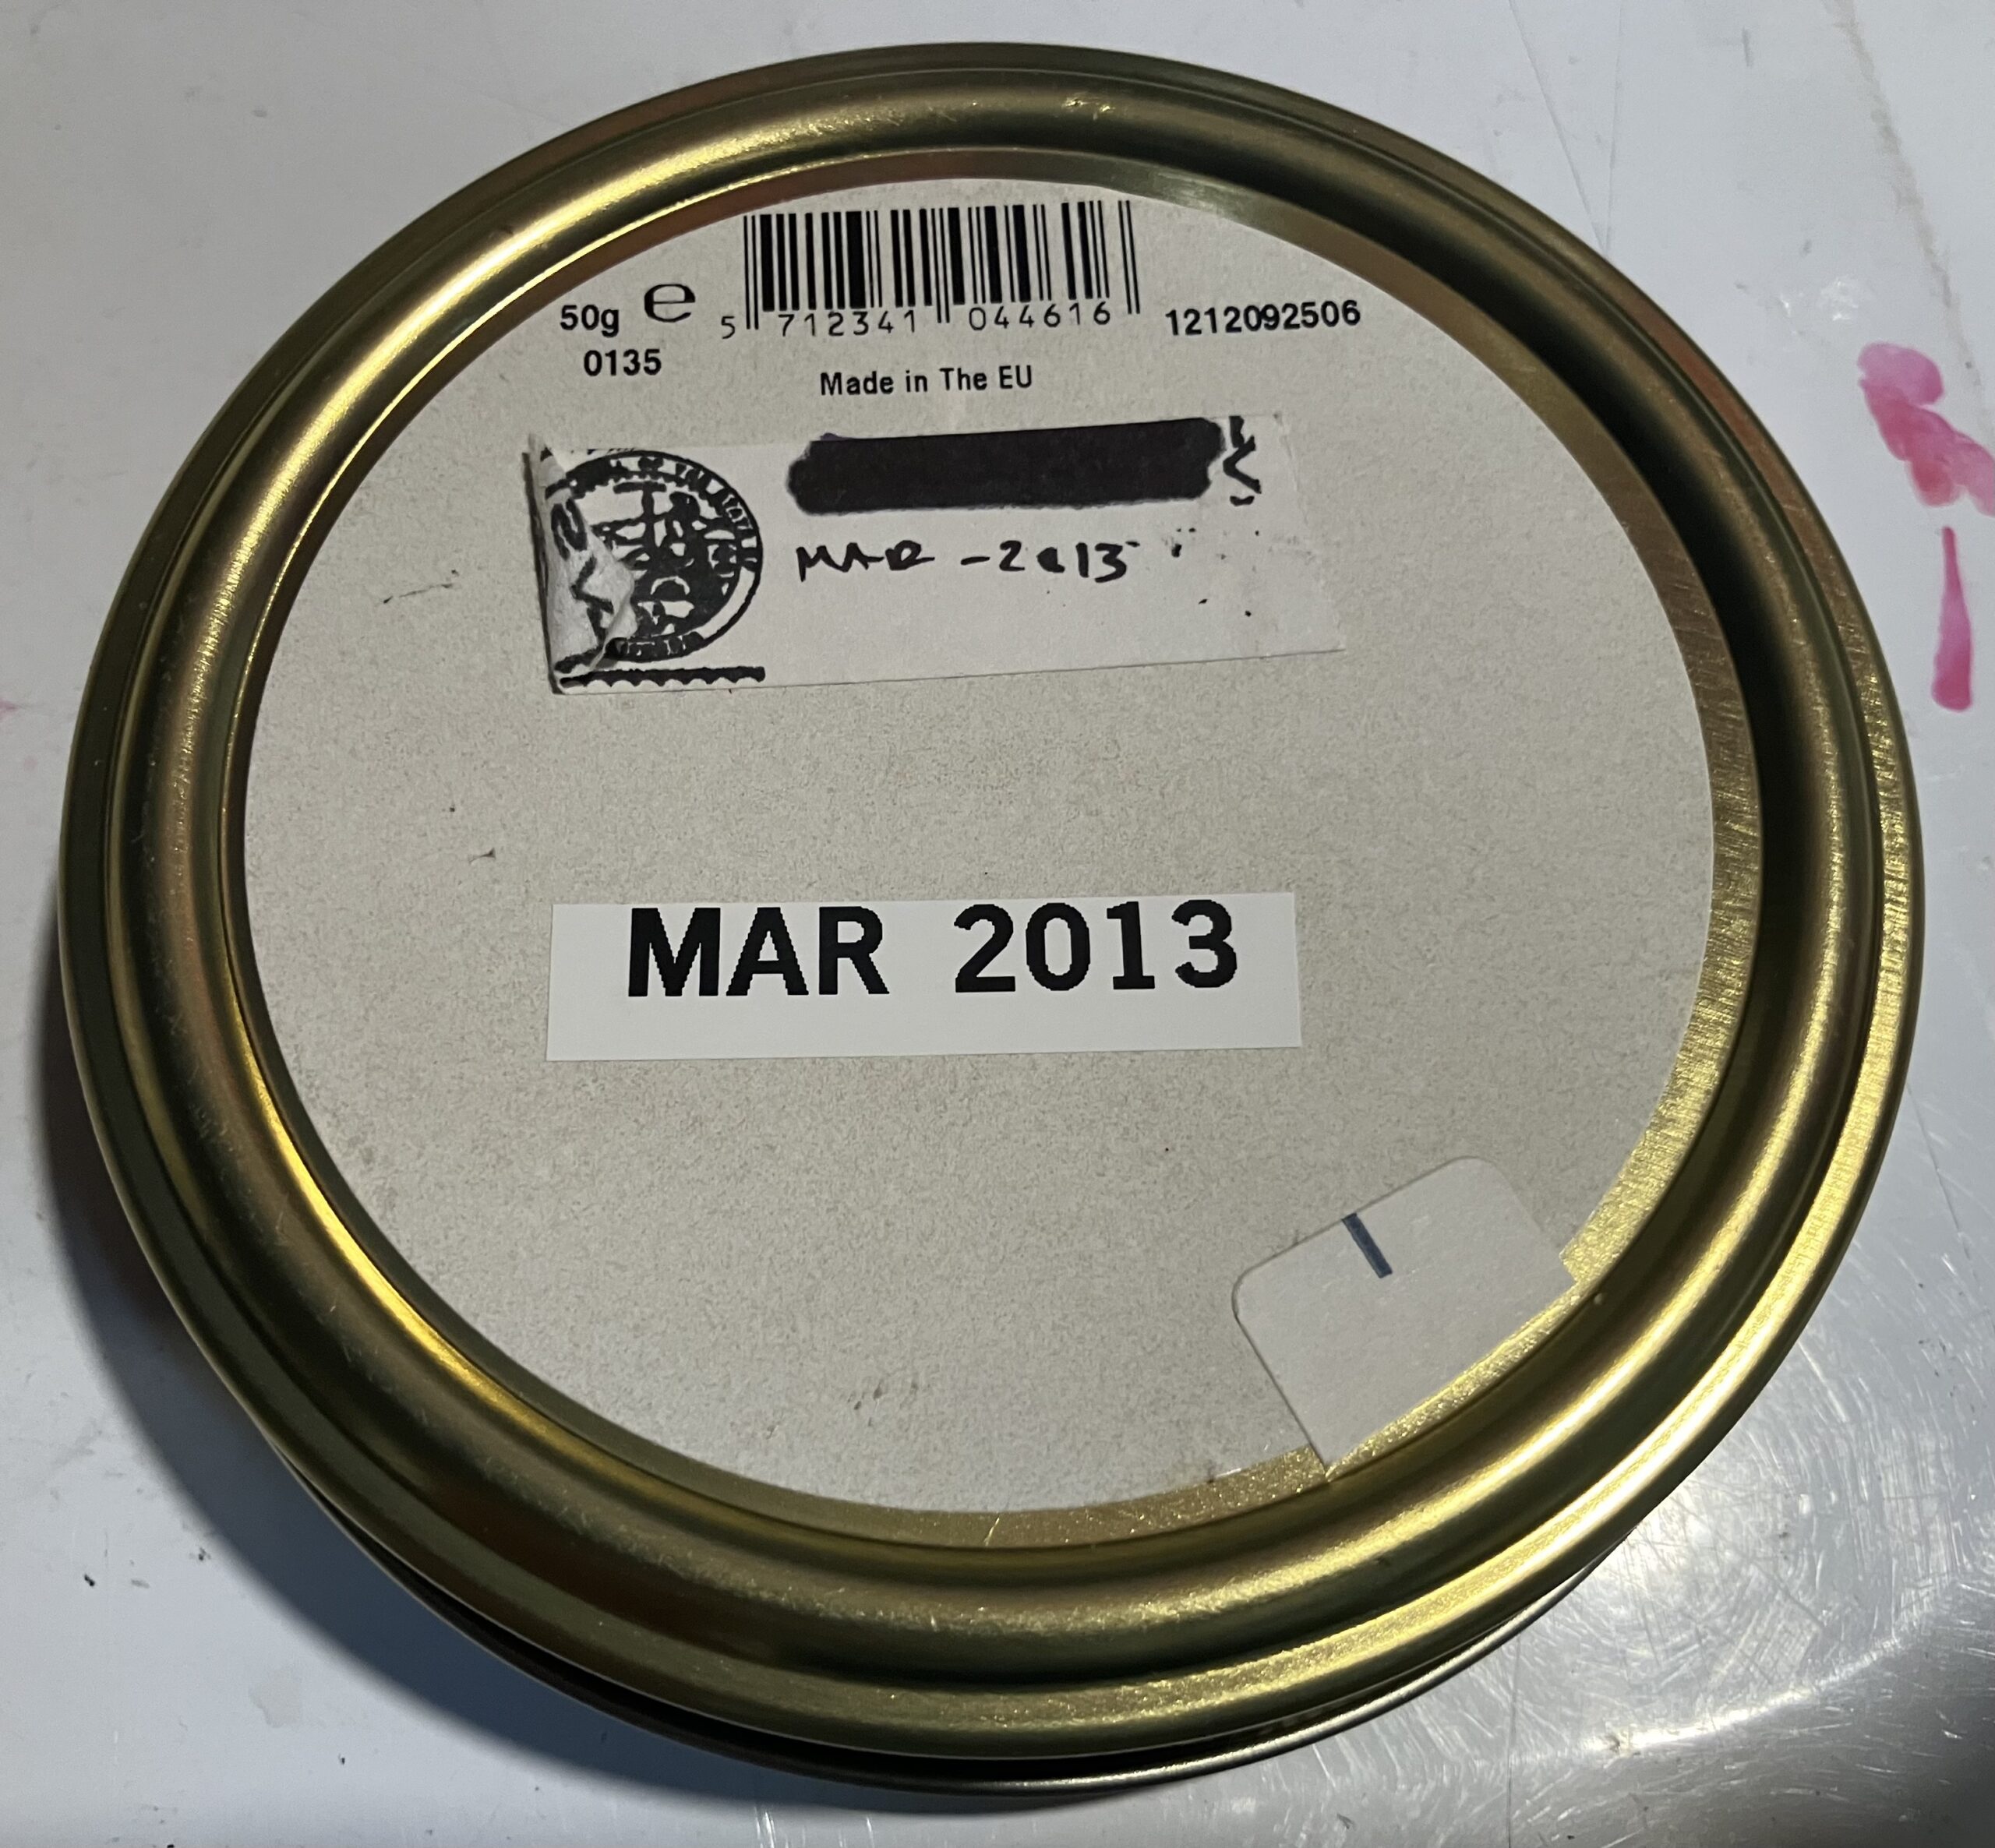 50g e
0135
5 712341 044616
1212092506
Made in The EU
MAR - 2013
MAR 2013